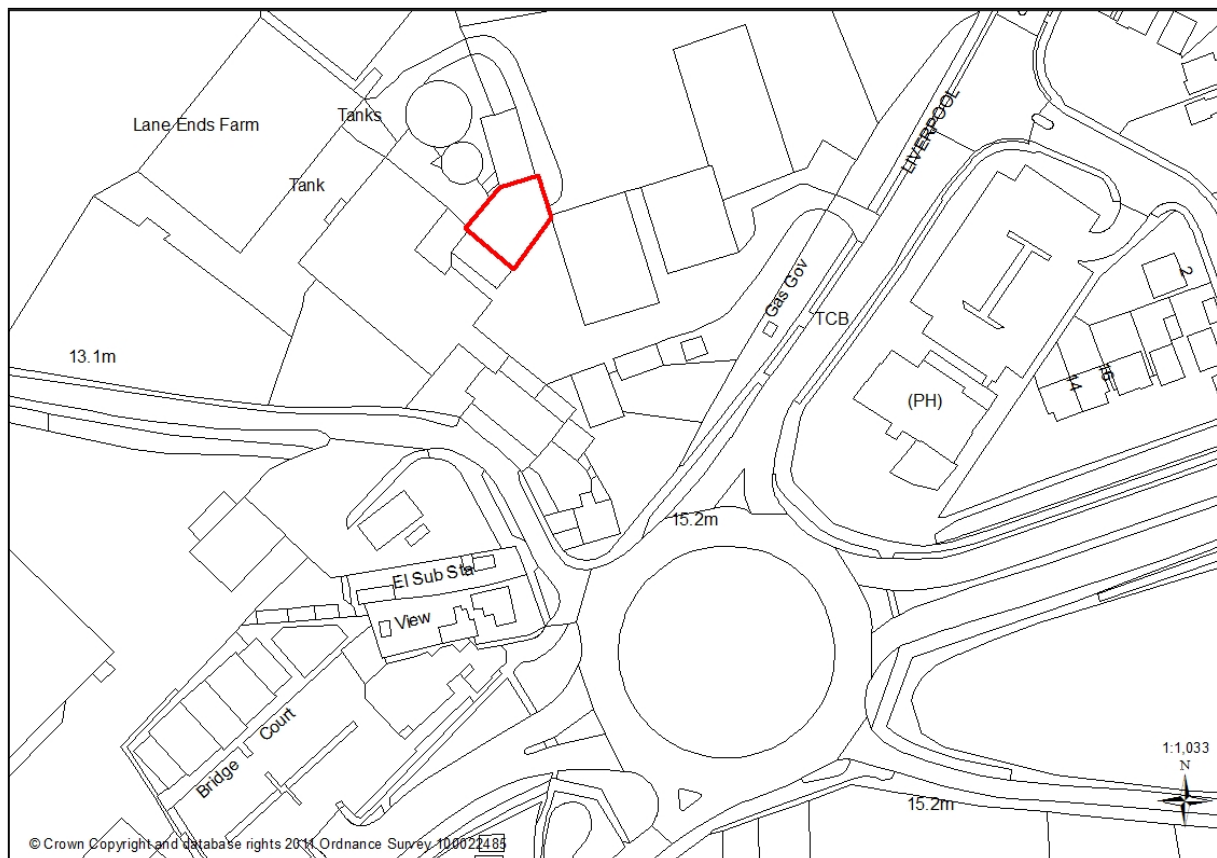 Tanks
Lane Ends Farm
LIVERPOOL
Tank
Gas Gov
2
TCB
13.1m
15
14
(PH)
15.2m
El Sub Sta
View
Court
Bridge
1:1,033
N
15.2m
© Crown Copyright and database rights 2011 Ordnance Survey 100022485